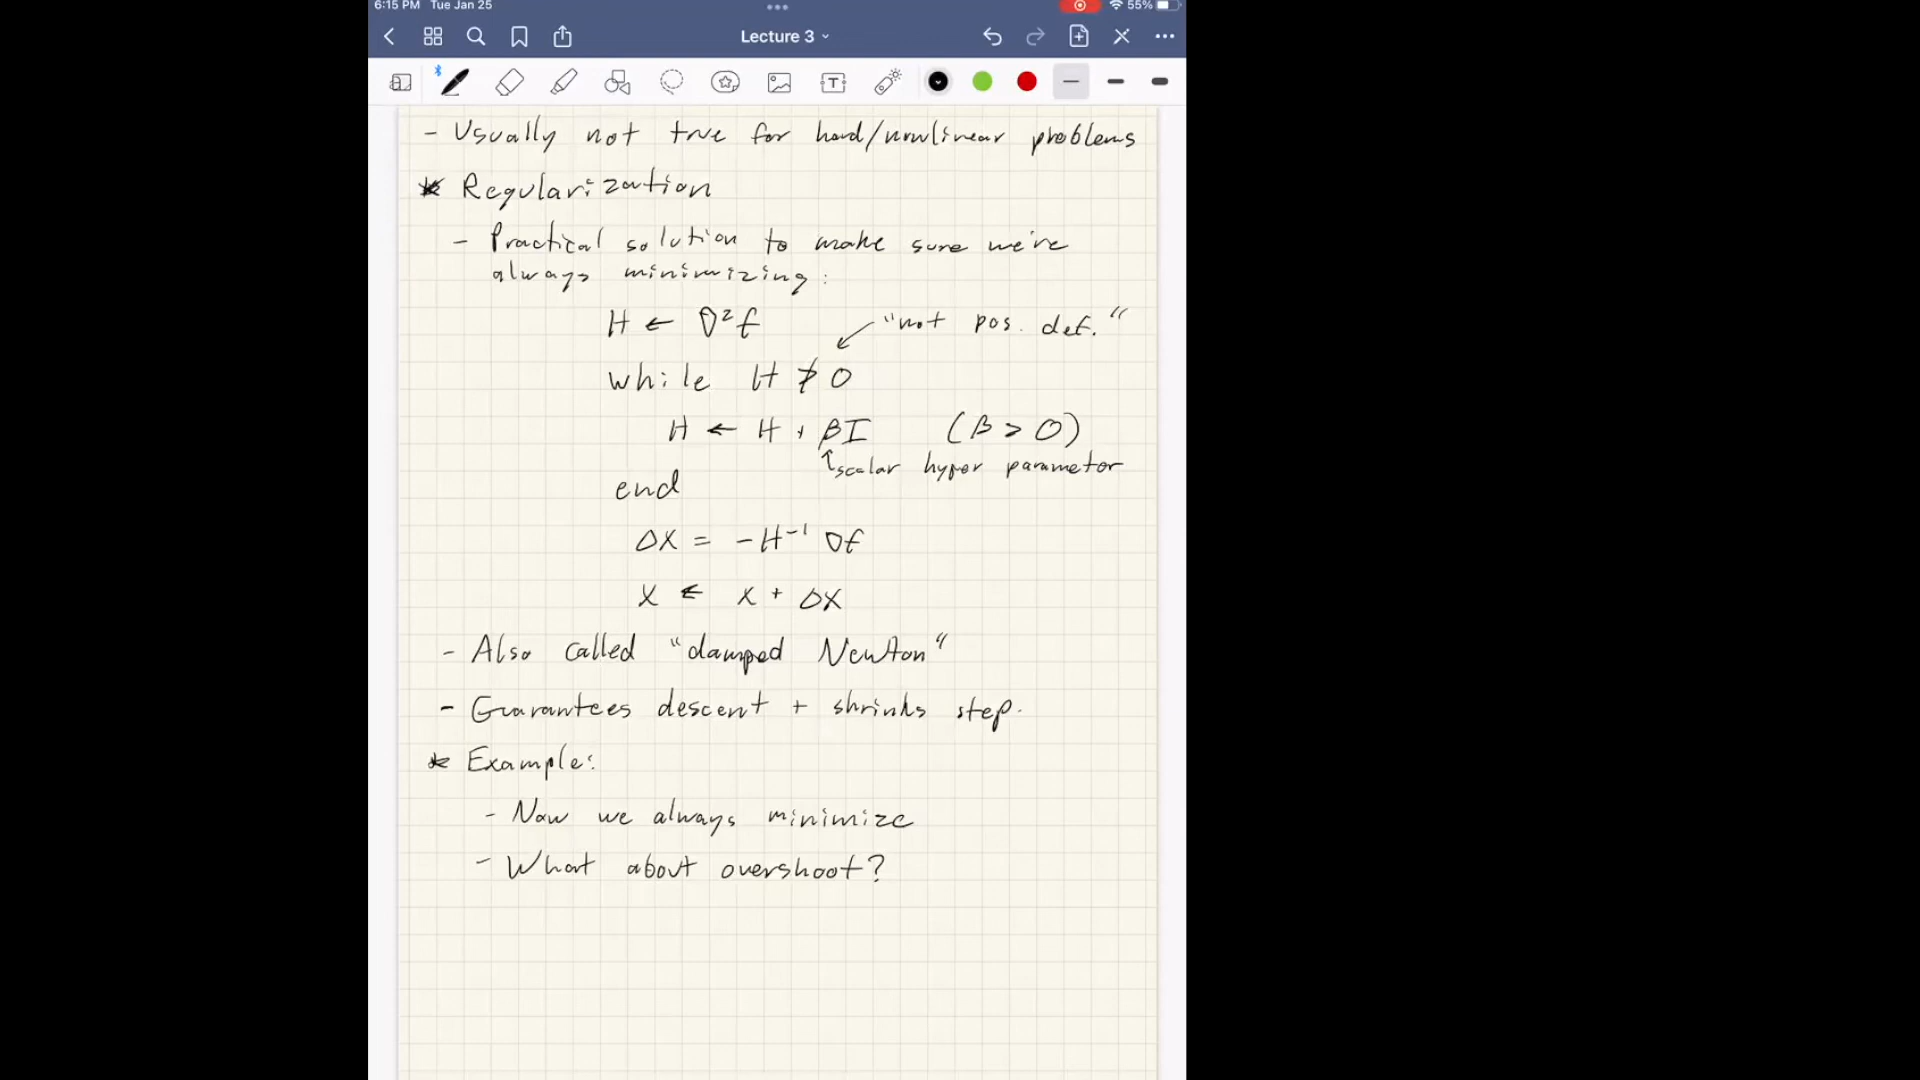 6:15 PM Tue Jan 25
55%
Lecture 3
- Usually not true for hard/nonlinear problems
* Regularization
- Practical solution to make sure we're
always minimizing:
H ← ∇²f
"not pos. def."
while H ≯ 0
H ← H + βI (β > 0)
↑scalar hyper parameter
end
Δx = -H⁻¹ ∇f
x ← x + Δx
- Also called "damped Newton"
- Guarantees descent + shrinks step.
* Example:
- Now we always minimize
- What about overshoot?